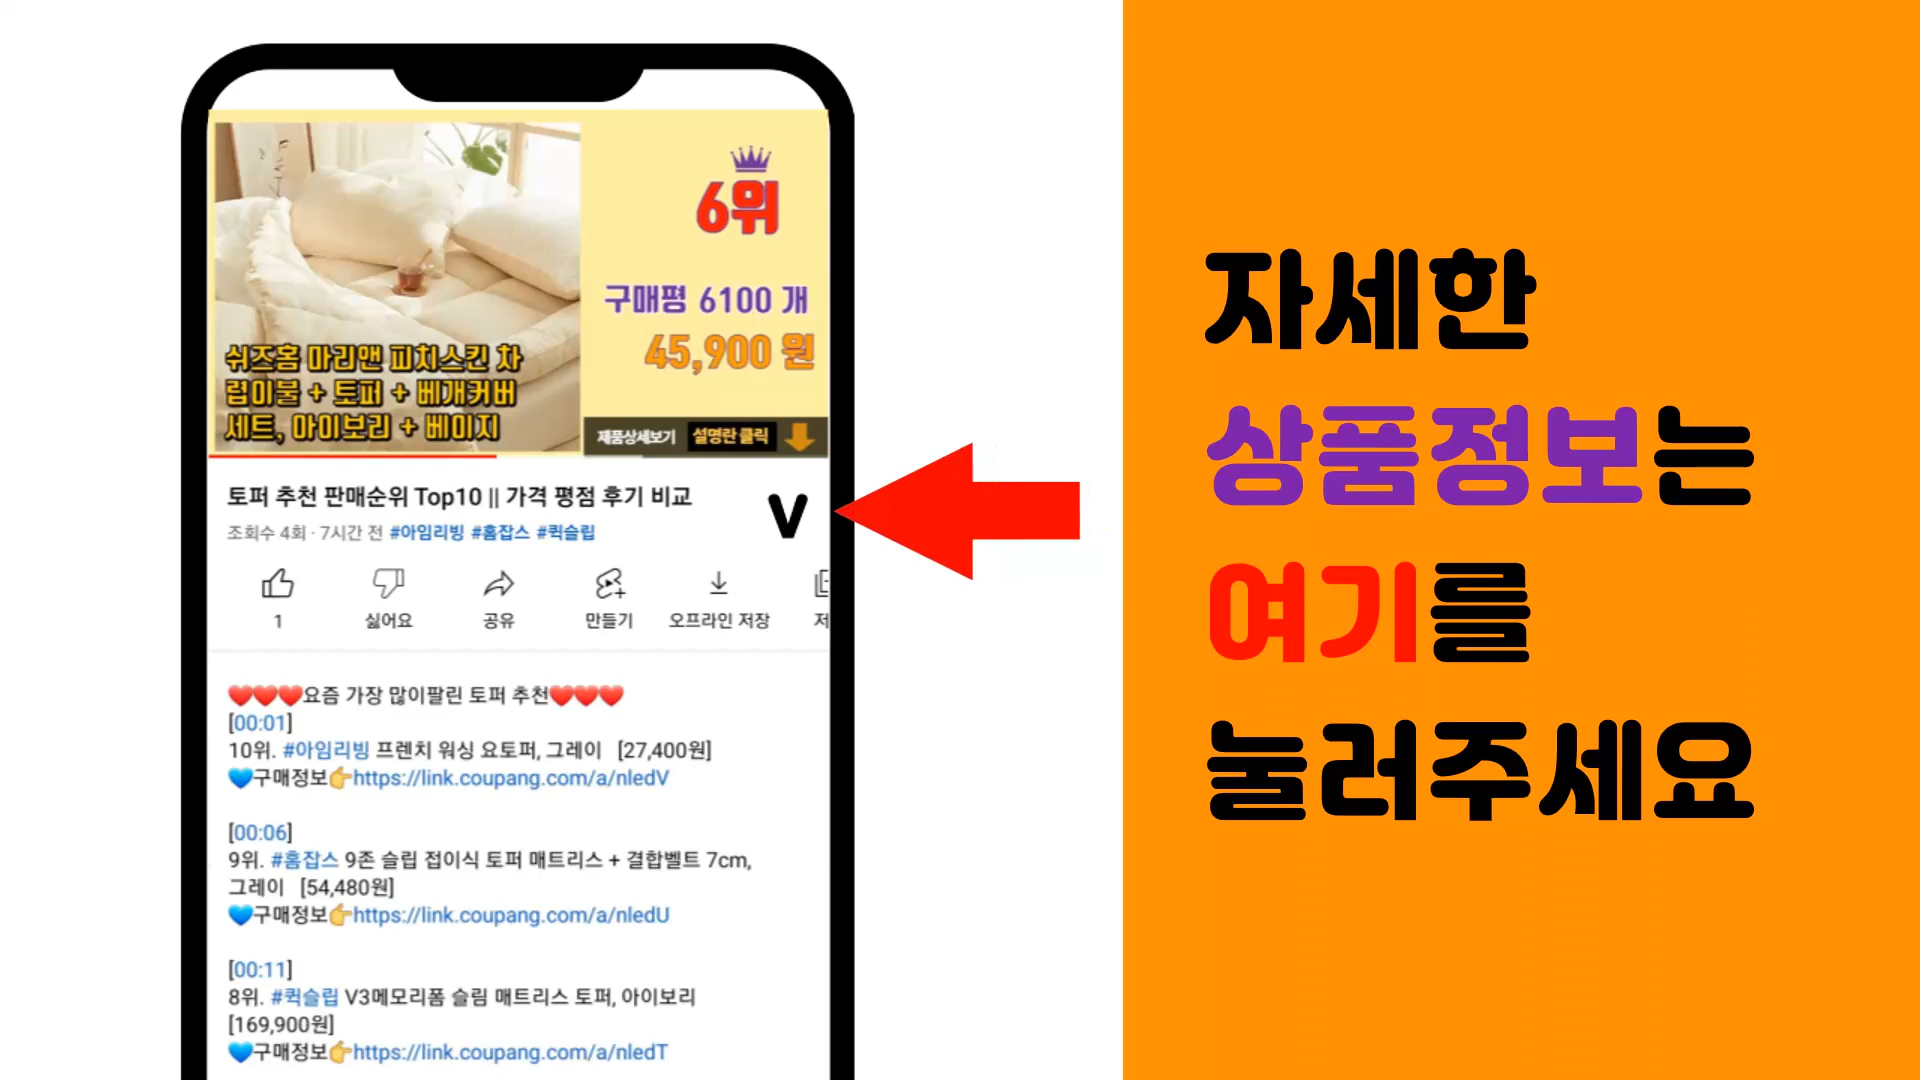 6위
구매평 6100 개
45,900 원
쉬즈홈 마리앤 피치스킨 차
렵이불 + 토퍼 + 베개커버
세트, 아이보리 + 베이지
제품상세보기 설명란 클릭
토퍼 추천 판매순위 Top10 || 가격 평점 후기 비교
V
조회수 4회 · 7시간 전 #아임리빙 #홈잡스 #퀵슬립
1 싫어요 공유 만들기 오프라인 저장 저
❤️❤️❤️요즘 가장 많이팔린 토퍼 추천❤️❤️❤️
[00:01]
10위. #아임리빙 프렌치 워싱 요토퍼, 그레이 [27,400원]
💙구매정보👉https://link.coupang.com/a/nledV
[00:06]
9위. #홈잡스 9존 슬립 접이식 토퍼 매트리스 + 결합벨트 7cm,
그레이 [54,480원]
💙구매정보👉https://link.coupang.com/a/nledU
[00:11]
8위. #퀵슬립 V3메모리폼 슬림 매트리스 토퍼, 아이보리
[169,900원]
💙구매정보👉https://link.coupang.com/a/nledT
자세한
상품정보는
여기를
눌러주세요